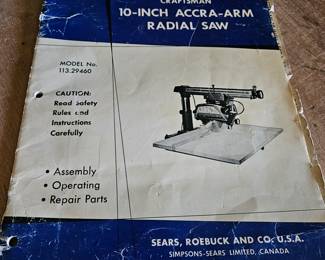 CRAFTSMAN
10-INCH ACCRA-ARM
RADIAL SAW
MODEL No.
113.29460
CAUTION:
Read Safety
Rules and
Instructions
Carefully
• Assembly
• Operating
• Repair Parts
SEARS, ROEBUCK AND CO. U.S.A.
SIMPSONS-SEARS LIMITED, CANADA